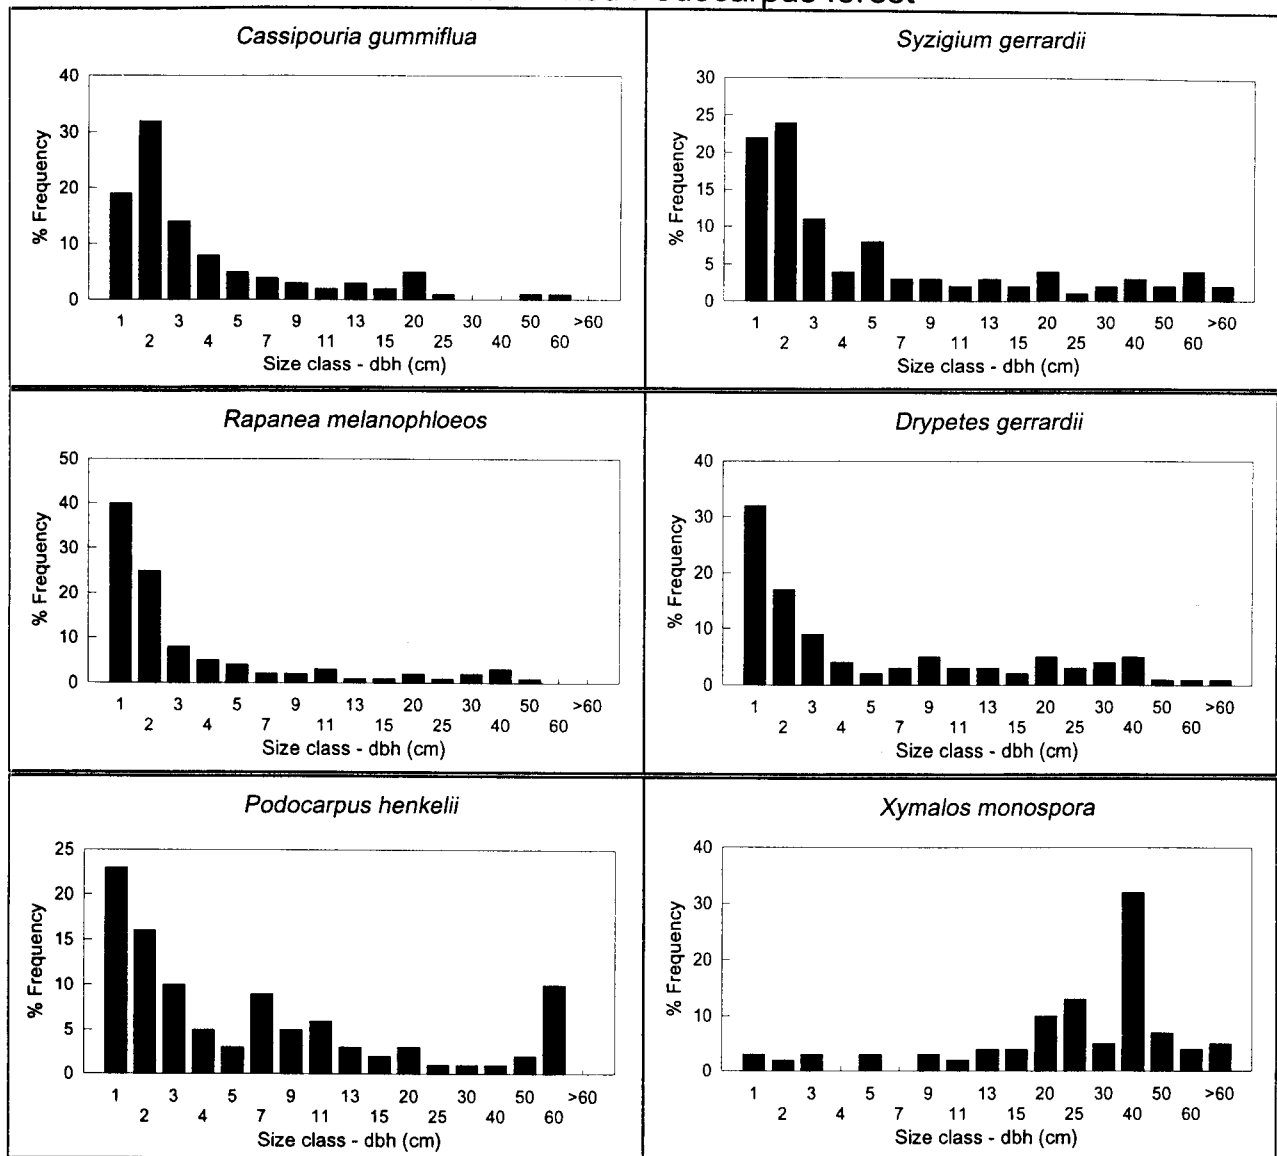 Podocarpus forest
Cassipouria gummiflua
40
30
20
10
0
% Frequency
1 3 5 9 13 20 30 50 >60
2 4 7 11 15 25 40 60
Size class - dbh (cm)
Syzigium gerrardii
30
25
20
15
10
5
0
% Frequency
1 3 5 9 13 20 30 50 >60
2 4 7 11 15 25 40 60
Size class - dbh (cm)
Rapanea melanophloeos
50
40
30
20
10
0
% Frequency
1 3 5 9 13 20 30 50 >60
2 4 7 11 15 25 40 60
Size class - dbh (cm)
Drypetes gerrardii
40
30
20
10
0
% Frequency
1 3 5 9 13 20 30 50 >60
2 4 7 11 15 25 40 60
Size class - dbh (cm)
Podocarpus henkelii
25
20
15
10
5
0
% Frequency
1 3 5 9 13 20 30 50 >60
2 4 7 11 15 25 40 60
Size class - dbh (cm)
Xymalos monospora
40
30
20
10
0
% Frequency
1 3 5 9 13 20 30 50 >60
2 4 7 11 15 25 40 60
Size class - dbh (cm)